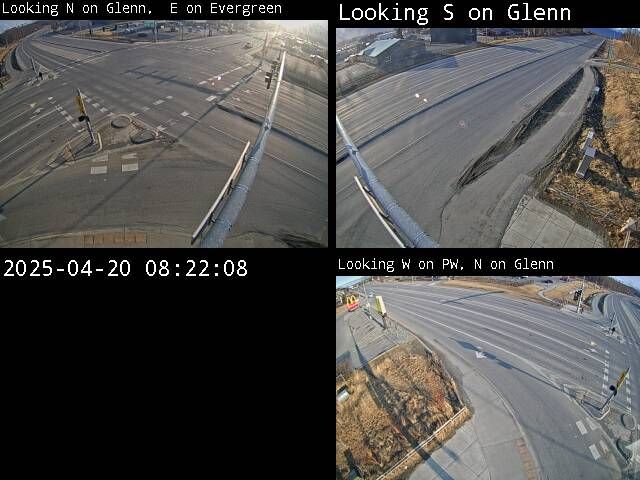 Looking N on Glenn,  E on Evergreen
Looking S on Glenn
2025-04-20 08:22:08
Looking W on PW, N on Glenn